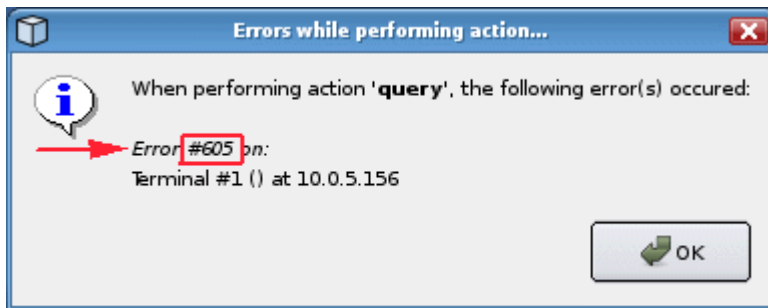 Errors while performing action...
When performing action 'query', the following error(s) occured:
Error #605 on:
Terminal #1 () at 10.0.5.156
OK